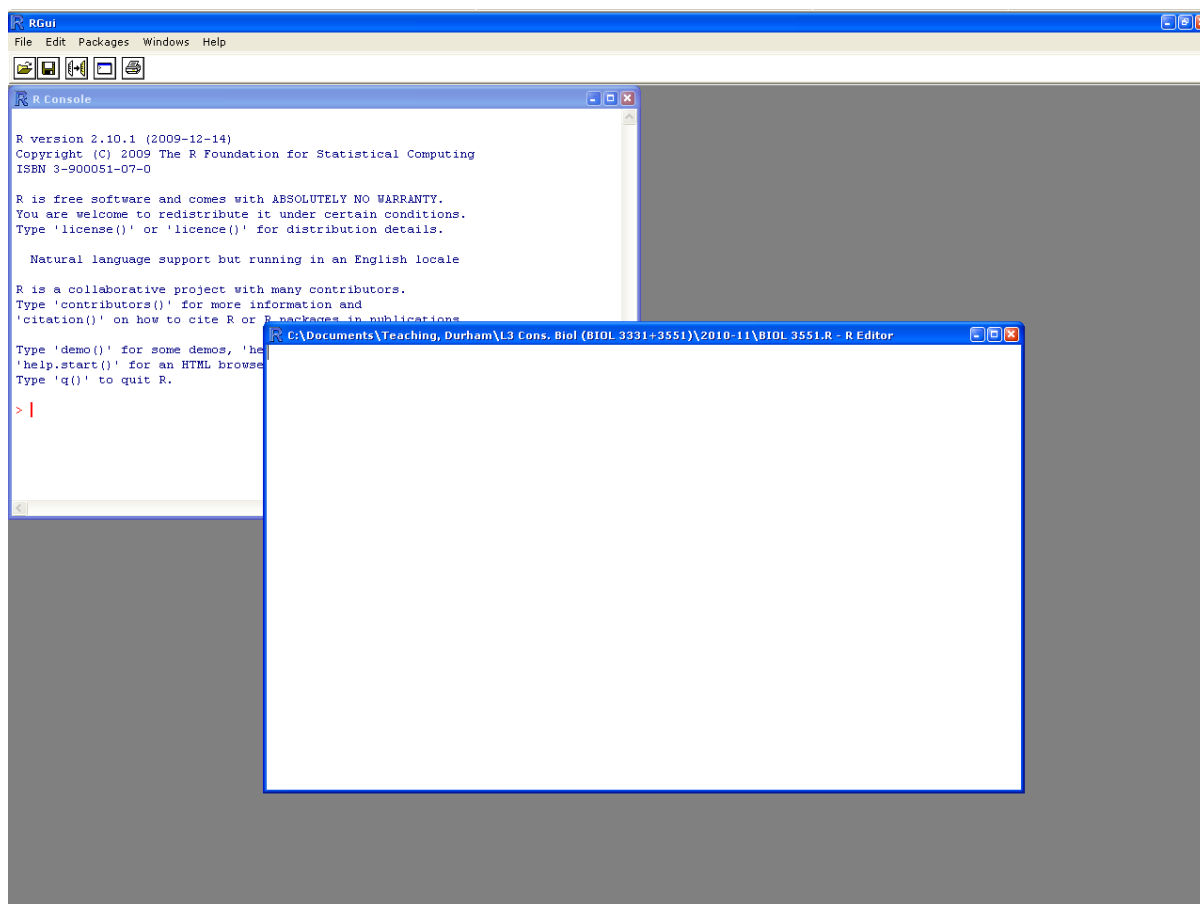 RGui
File Edit Packages Windows Help
R Console
R version 2.10.1 (2009-12-14)
Copyright (C) 2009 The R Foundation for Statistical Computing
ISBN 3-900051-07-0
R is free software and comes with ABSOLUTELY NO WARRANTY.
You are welcome to redistribute it under certain conditions.
Type 'license()' or 'licence()' for distribution details.
Natural language support but running in an English locale
R is a collaborative project with many contributors.
Type 'contributors()' for more information and
'citation()' on how to cite R or R packages in publications
Type 'demo()' for some demos, 'he
'help.start()' for an HTML browse
Type 'q()' to quit R.
>
C:\Documents\Teaching, Durham\L3 Cons. Biol (BIOL 3331+3551)\2010-11\BIOL 3551.R - R Editor